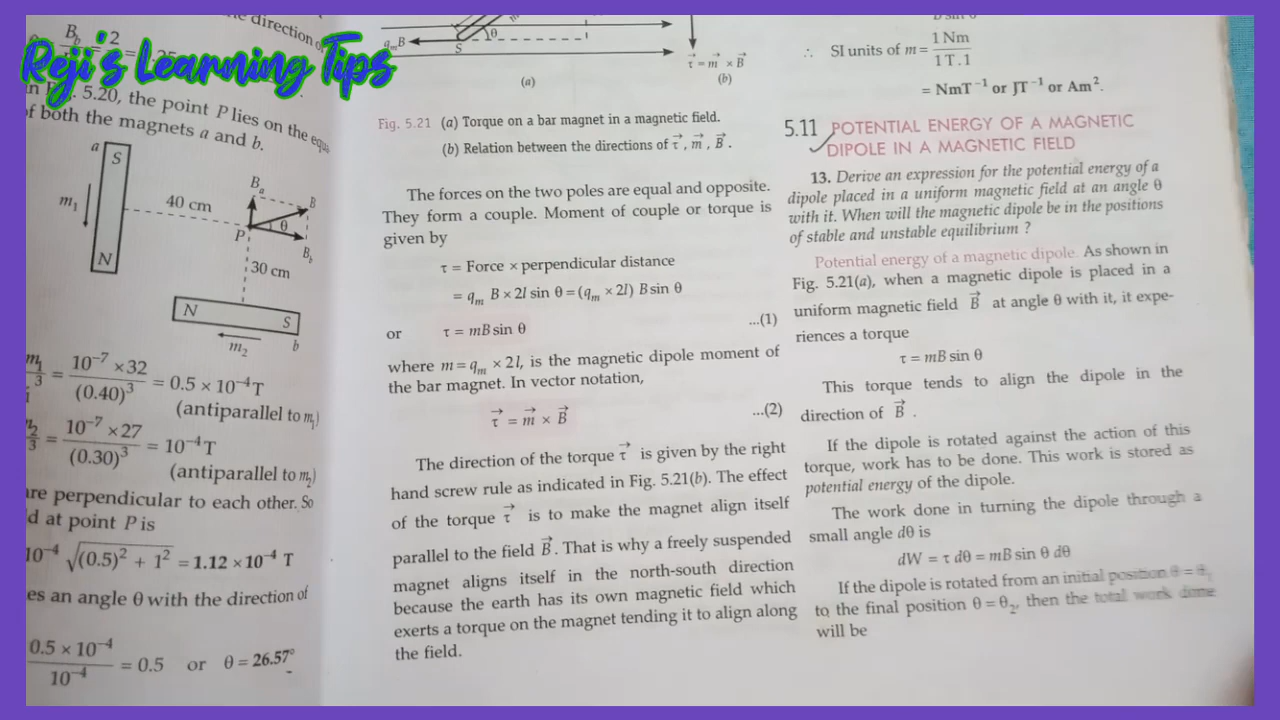 Reji's Learning Tips
the direction of
5.20, the point P lies on the
of both the magnets a and b.
a S
m₁
N
40 cm
Bₐ
B
θ
P
B_b
30 cm
N S
m₂ b
m₁/3 = 10⁻⁷ × 32 / (0.40)³ = 0.5 × 10⁻⁴ T
(antiparallel to m₁)
m₂/3 = 10⁻⁷ × 27 / (0.30)³ = 10⁻⁴ T
(antiparallel to m₂)
are perpendicular to each other. So
d at point P is
10⁻⁴ √((0.5)² + 1²) = 1.12 × 10⁻⁴ T
es an angle θ with the direction of
0.5 × 10⁻⁴ / 10⁻⁴ = 0.5 or θ = 26.57°
qₘB
S
θ
(a)
τ⃗ = m⃗ × B⃗
(b)
Fig. 5.21 (a) Torque on a bar magnet in a magnetic field.
(b) Relation between the directions of τ⃗, m⃗, B⃗.
The forces on the two poles are equal and opposite.
They form a couple. Moment of couple or torque is
given by
τ = Force × perpendicular distance
= qₘ B × 2l sin θ = (qₘ × 2l) B sin θ
or τ = mB sin θ ...(1)
where m = qₘ × 2l, is the magnetic dipole moment of
the bar magnet. In vector notation,
τ⃗ = m⃗ × B⃗ ...(2)
The direction of the torque τ⃗ is given by the right
hand screw rule as indicated in Fig. 5.21(b). The effect
of the torque τ⃗ is to make the magnet align itself
parallel to the field B⃗. That is why a freely suspended
magnet aligns itself in the north-south direction
because the earth has its own magnetic field which
exerts a torque on the magnet tending it to align along
the field.
∴ SI units of m = 1 Nm / 1 T.1
= NmT⁻¹ or JT⁻¹ or Am².
5.11 POTENTIAL ENERGY OF A MAGNETIC
DIPOLE IN A MAGNETIC FIELD
13. Derive an expression for the potential energy of a
dipole placed in a uniform magnetic field at an angle θ
with it. When will the magnetic dipole be in the positions
of stable and unstable equilibrium ?
Potential energy of a magnetic dipole. As shown in
Fig. 5.21(a), when a magnetic dipole is placed in a
uniform magnetic field B⃗ at angle θ with it, it expe-
riences a torque
τ = mB sin θ
This torque tends to align the dipole in the
direction of B⃗.
If the dipole is rotated against the action of this
torque, work has to be done. This work is stored as
potential energy of the dipole.
The work done in turning the dipole through a
small angle dθ is
dW = τ dθ = mB sin θ dθ
If the dipole is rotated from an initial position θ = θ₁
to the final position θ = θ₂, then the total work done
will be